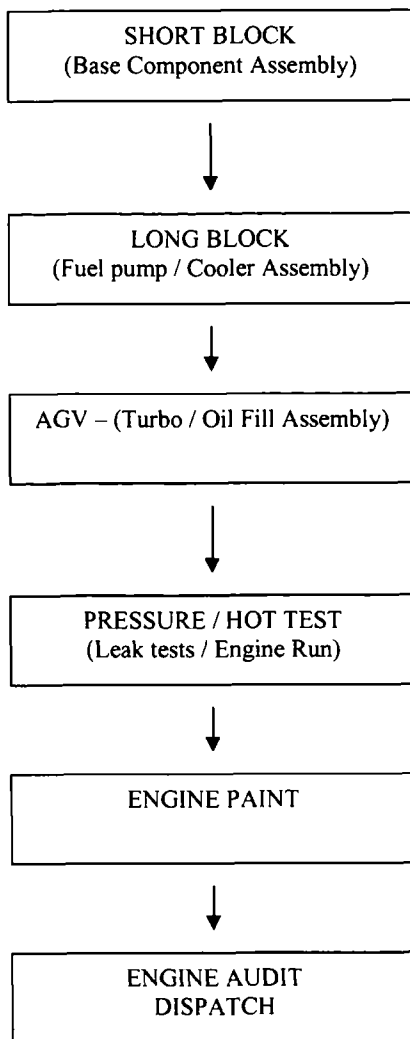 SHORT BLOCK
(Base Component Assembly)
LONG BLOCK
(Fuel pump / Cooler Assembly)
AGV – (Turbo / Oil Fill Assembly)
PRESSURE / HOT TEST
(Leak tests / Engine Run)
ENGINE PAINT
ENGINE AUDIT
DISPATCH